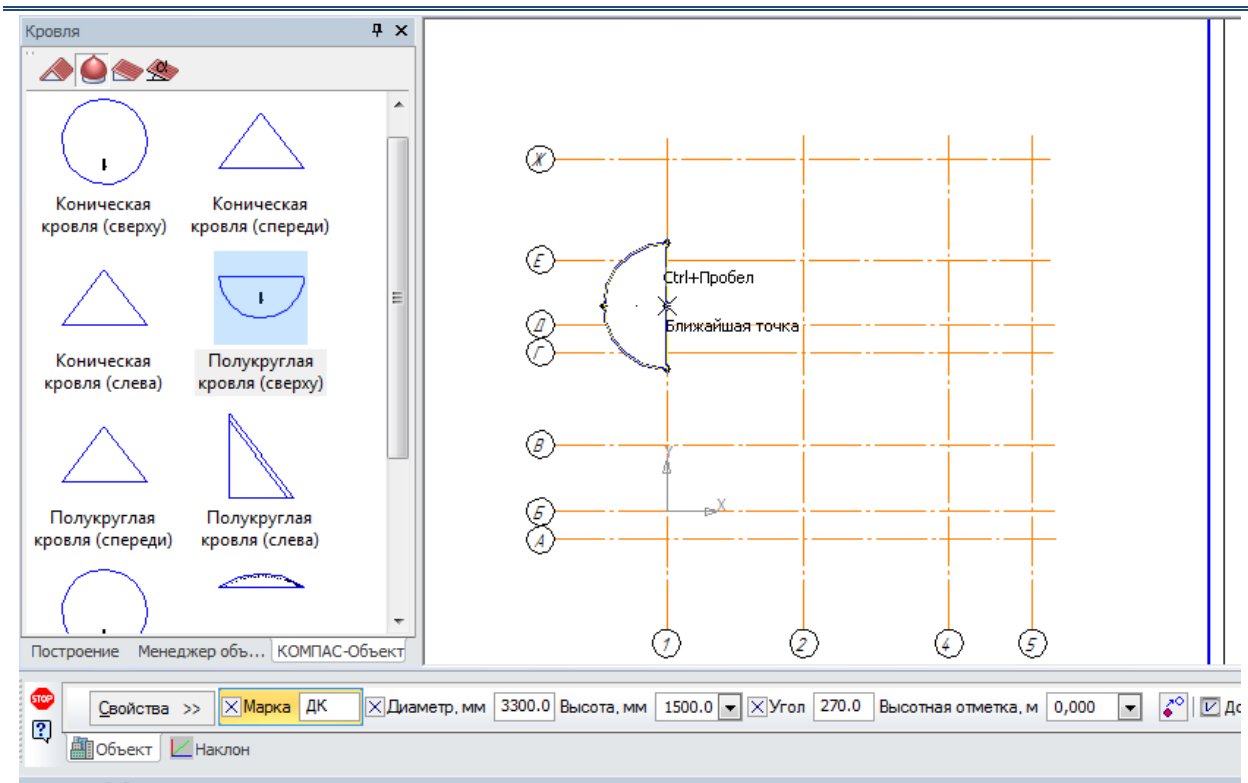 Кровля
Коническая
кровля (сверху)
Коническая
кровля (спереди)
Коническая
кровля (слева)
Полукруглая
кровля (сверху)
Полукруглая
кровля (спереди)
Полукруглая
кровля (слева)
Построение Менеджер объ... КОМПАС-Объект
Ж
Е
Ctrl+Пробел
Д
Ближайшая точка
Г
В
Y
X
Б
А
1 2 4 5
STOP
Свойства >> Марка ДК Диаметр, мм 3300.0 Высота, мм 1500.0 Угол 270.0 Высотная отметка, м 0,000 До
?
Объект Наклон